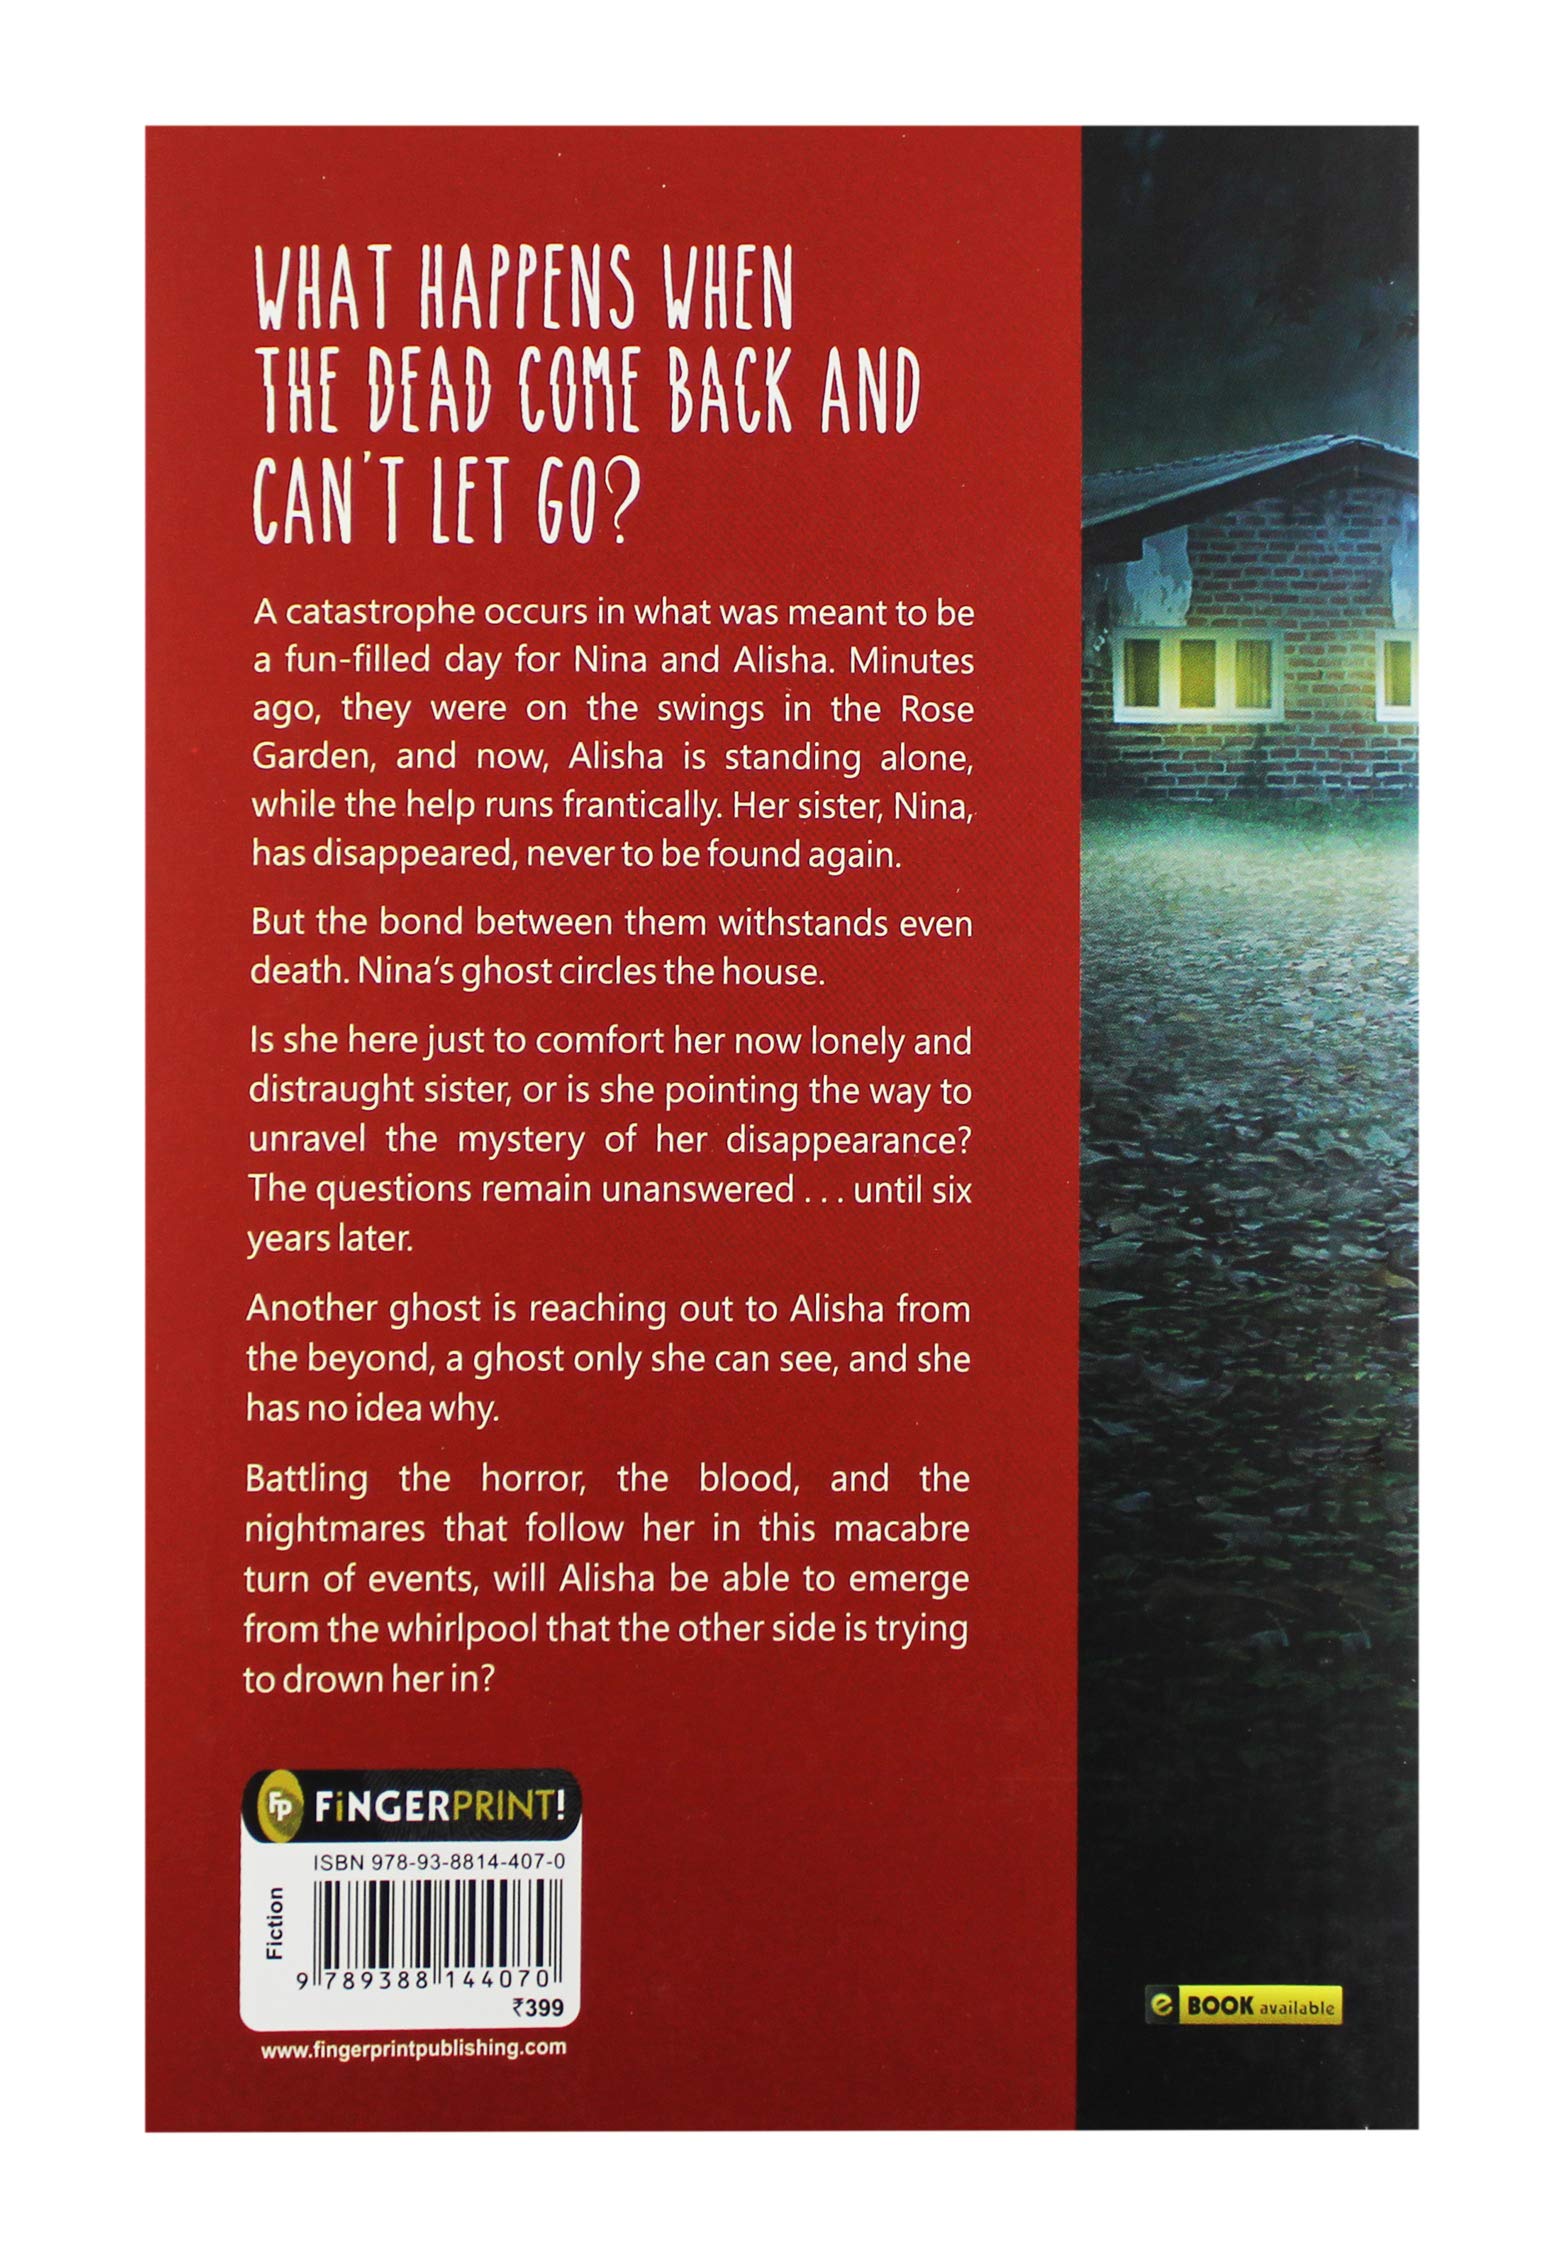 WHAT HAPPENS WHEN
THE DEAD COME BACK AND
CAN'T LET GO?
A catastrophe occurs in what was meant to be
a fun-filled day for Nina and Alisha. Minutes
ago, they were on the swings in the Rose
Garden, and now, Alisha is standing alone,
while the help runs frantically. Her sister, Nina,
has disappeared, never to be found again.
But the bond between them withstands even
death. Nina's ghost circles the house.
Is she here just to comfort her now lonely and
distraught sister, or is she pointing the way to
unravel the mystery of her disappearance?
The questions remain unanswered . . . until six
years later.
Another ghost is reaching out to Alisha from
the beyond, a ghost only she can see, and she
has no idea why.
Battling the horror, the blood, and the
nightmares that follow her in this macabre
turn of events, will Alisha be able to emerge
from the whirlpool that the other side is trying
to drown her in?
FP FiNGERPRINT!
ISBN 978-93-8814-407-0
Fiction
9 789388 144070
₹399
www.fingerprintpublishing.com
e BOOK available